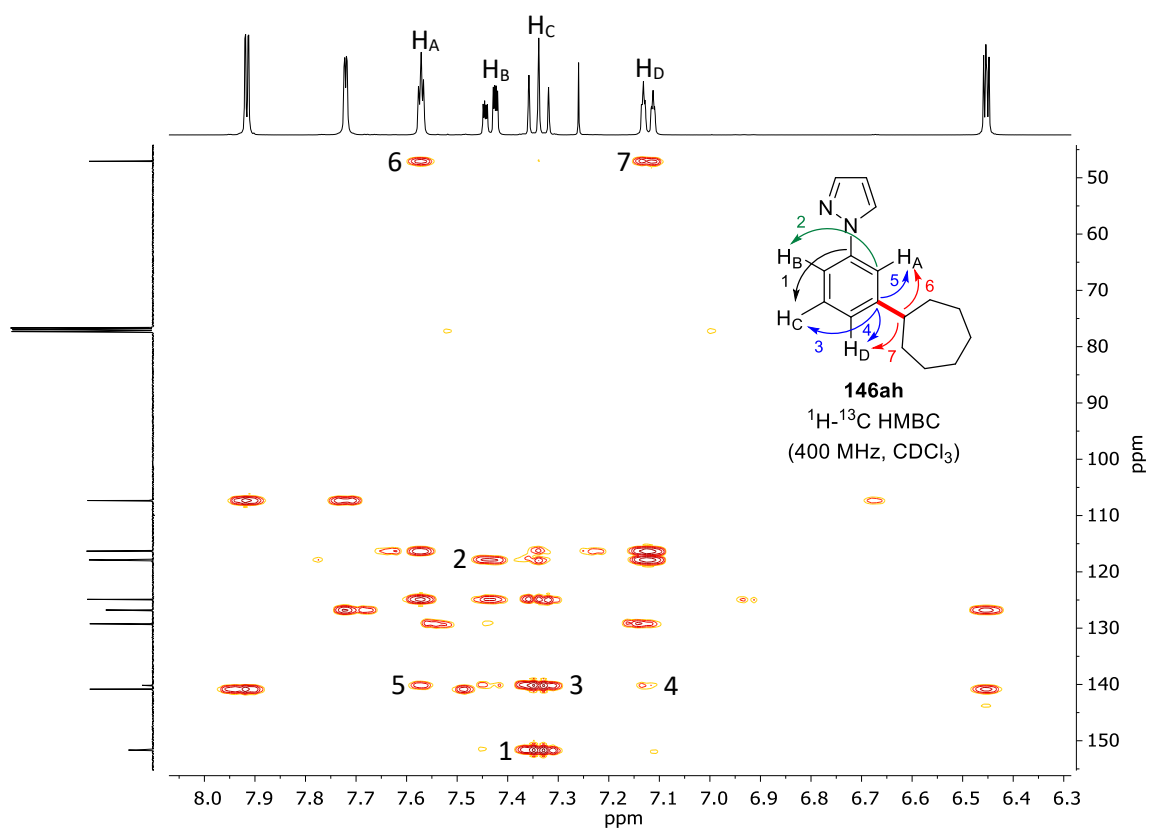 H_A
H_B
H_C
H_D
6
7
50
60
70
80
90
100
110
120
130
140
150
ppm
N
N
2
H_B
H_A
1
5
6
H_C
4
3
H_D
7
146ah
¹H-¹³C HMBC
(400 MHz, CDCl₃)
2
5
3
4
1
8.0 7.9 7.8 7.7 7.6 7.5 7.4 7.3 7.2 7.1 7.0 6.9 6.8 6.7 6.6 6.5 6.4 6.3
ppm